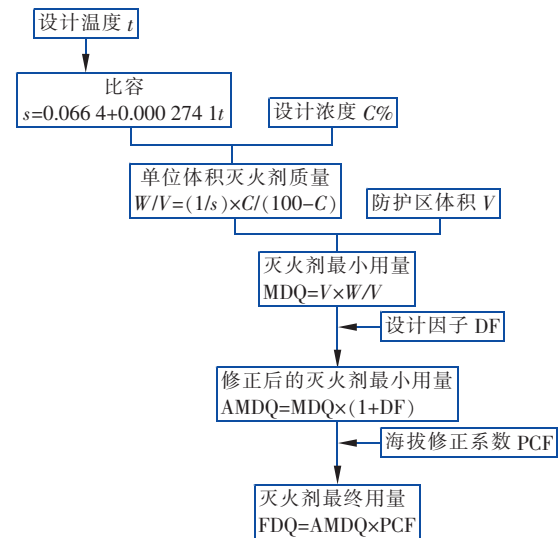 设计温度 t
比容
s=0.066 4+0.000 274 1t
设计浓度 C%
单位体积灭火剂质量
W/V=(1/s)×C/(100-C)
防护区体积 V
灭火剂最小用量
MDQ=V×W/V
设计因子 DF
修正后的灭火剂最小用量
AMDQ=MDQ×(1+DF)
海拔修正系数 PCF
灭火剂最终用量
FDQ=AMDQ×PCF